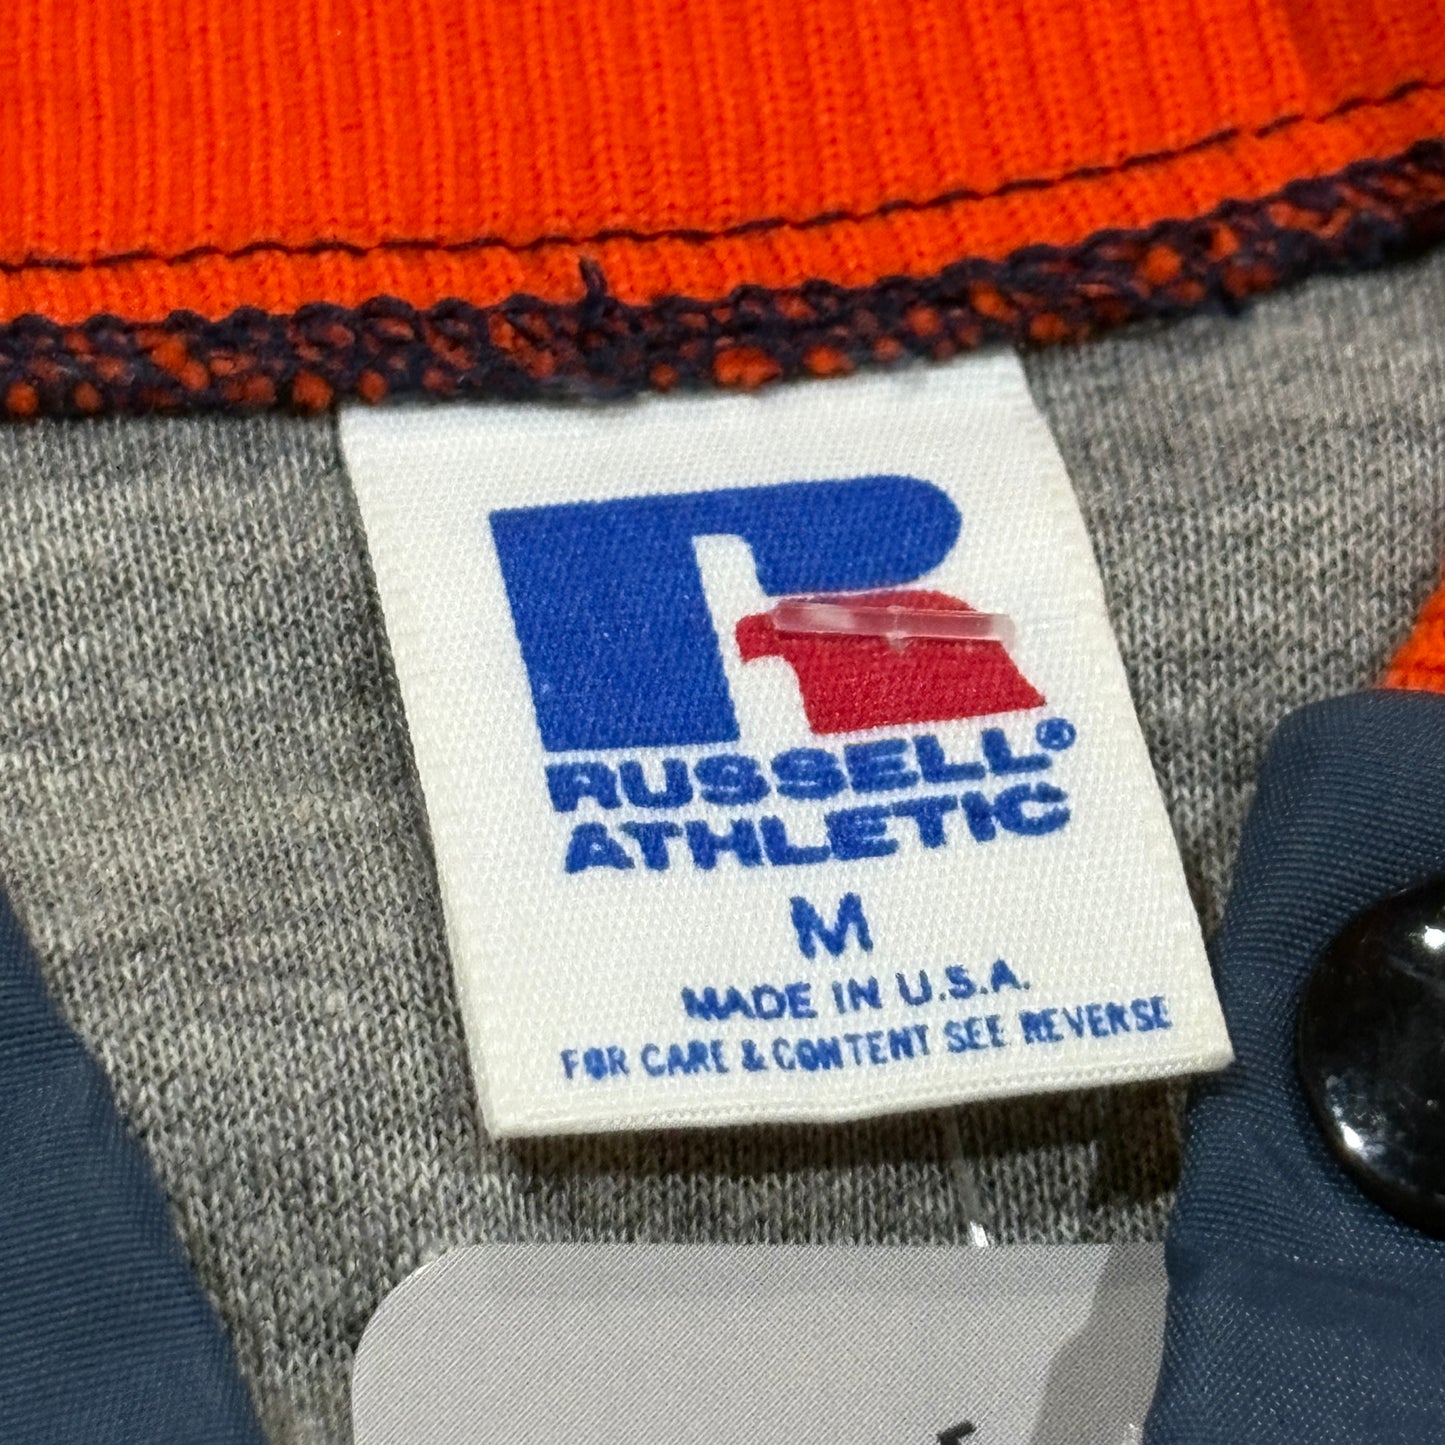 R
RUSSELL®
ATHLETIC
M
MADE IN U.S.A.
FOR CARE & CONTENT SEE REVERSE